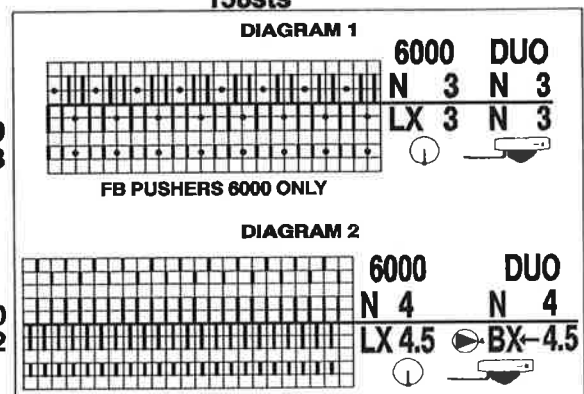 158sts
DIAGRAM 1
6000 DUO
N 3 N 3
LX 3 N 3
FB PUSHERS 6000 ONLY
DIAGRAM 2
6000 DUO
N 4 N 4
LX 4.5 BX←4.5